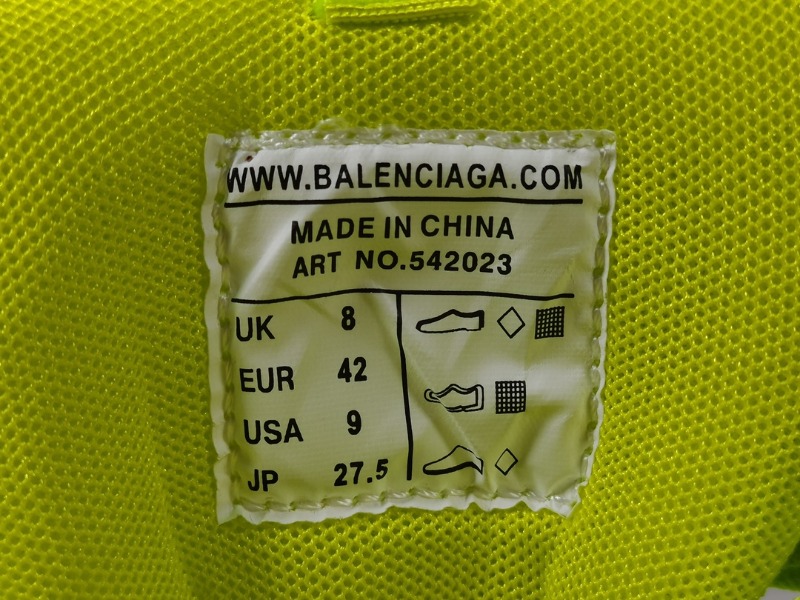 WWW.BALENCIAGA.COM
MADE IN CHINA
ART NO.542023
UK 8
EUR 42
USA 9
JP 27.5